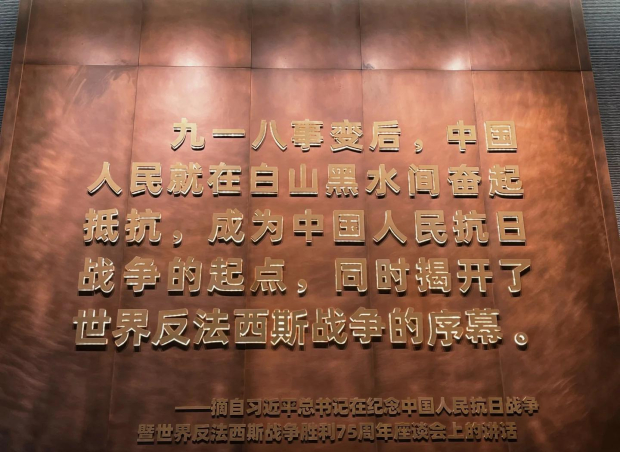 九一八事变后，中国
人民就在白山黑水间奋起
抵抗，成为中国人民抗日
战争的起点，同时揭开了
世界反法西斯战争的序幕。
——摘自习近平总书记在纪念中国人民抗日战争
暨世界反法西斯战争胜利75周年座谈会上的讲话